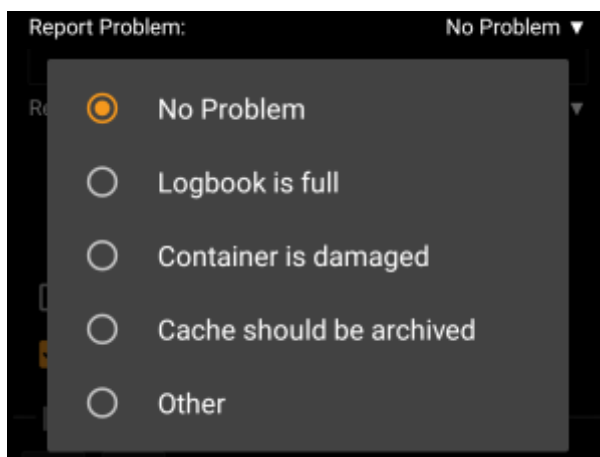 Report Problem: No Problem ▼
No Problem
Logbook is full
Container is damaged
Cache should be archived
Other